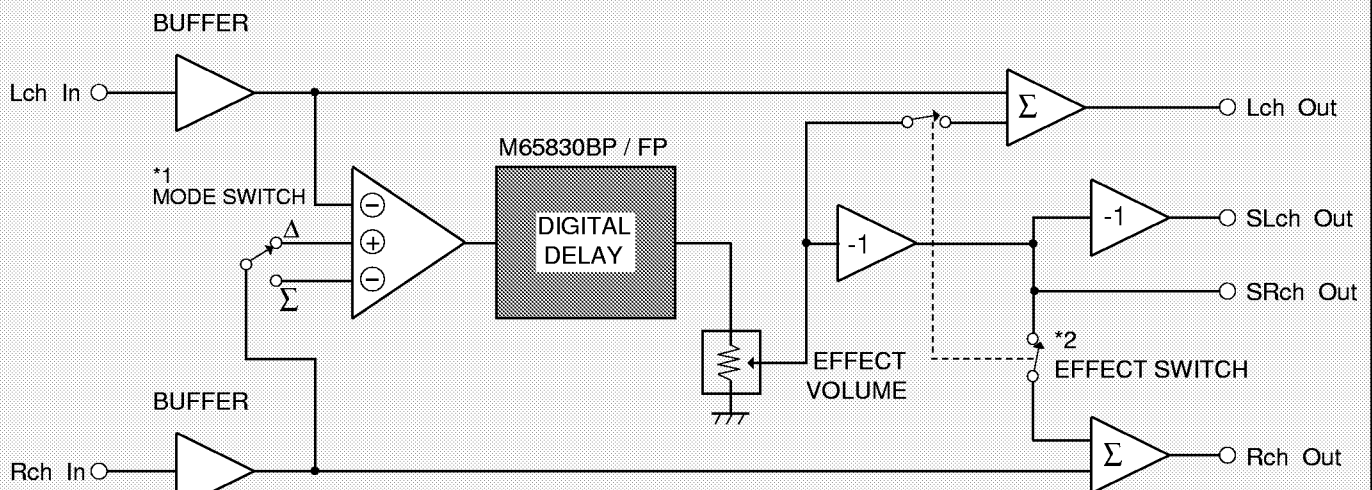 BUFFER
Lch In
Σ
Lch Out
M65830BP / FP
*1
MODE SWITCH
−
Δ
+
DIGITAL
DELAY
-1
-1
SLch Out
−
Σ
SRch Out
*2
EFFECT SWITCH
EFFECT
VOLUME
BUFFER
Rch In
Σ
Rch Out